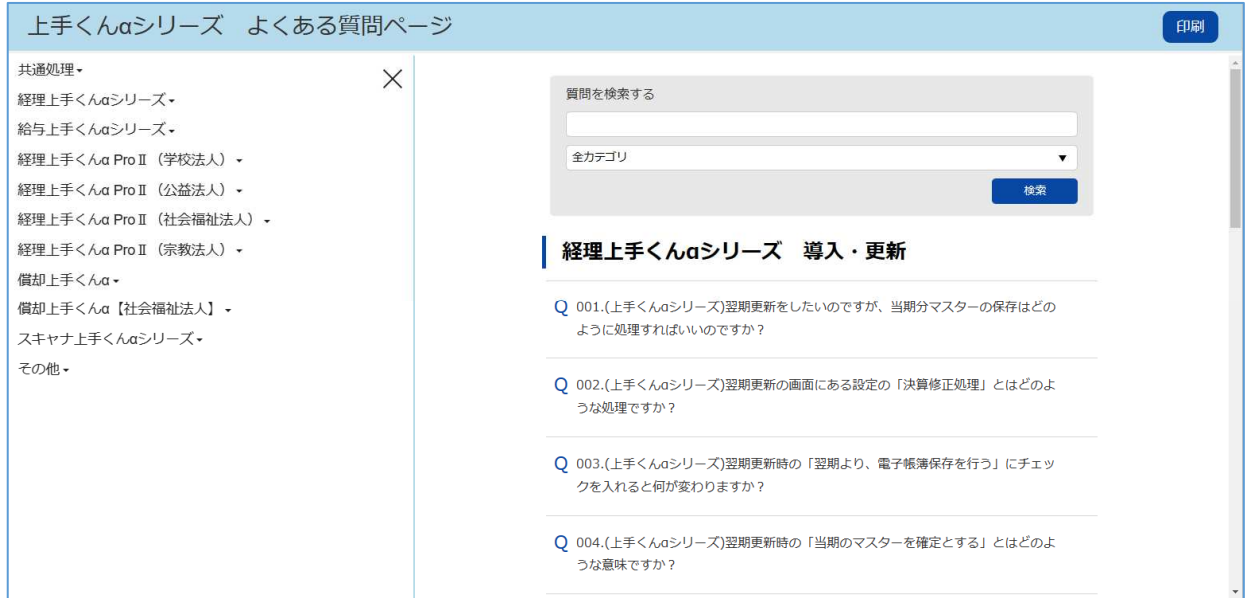 上手くんαシリーズ　よくある質問ページ
印刷
共通処理
経理上手くんαシリーズ
給与上手くんαシリーズ
経理上手くんα ProⅡ（学校法人）
経理上手くんα ProⅡ（公益法人）
経理上手くんα ProⅡ（社会福祉法人）
経理上手くんα ProⅡ（宗教法人）
償却上手くんα
償却上手くんα【社会福祉法人】
スキャナ上手くんαシリーズ
その他
質問を検索する
全カテゴリ
検索
経理上手くんαシリーズ　導入・更新
Q 001.(上手くんαシリーズ)翌期更新をしたいのですが、当期分マスターの保存はどの
ように処理すればいいのですか？
Q 002.(上手くんαシリーズ)翌期更新の画面にある設定の「決算修正処理」とはどのよ
うな処理ですか？
Q 003.(上手くんαシリーズ)翌期更新時の「翌期より、電子帳簿保存を行う」にチェッ
クを入れると何が変わりますか？
Q 004.(上手くんαシリーズ)翌期更新時の「当期のマスターを確定とする」とはどのよ
うな意味ですか？